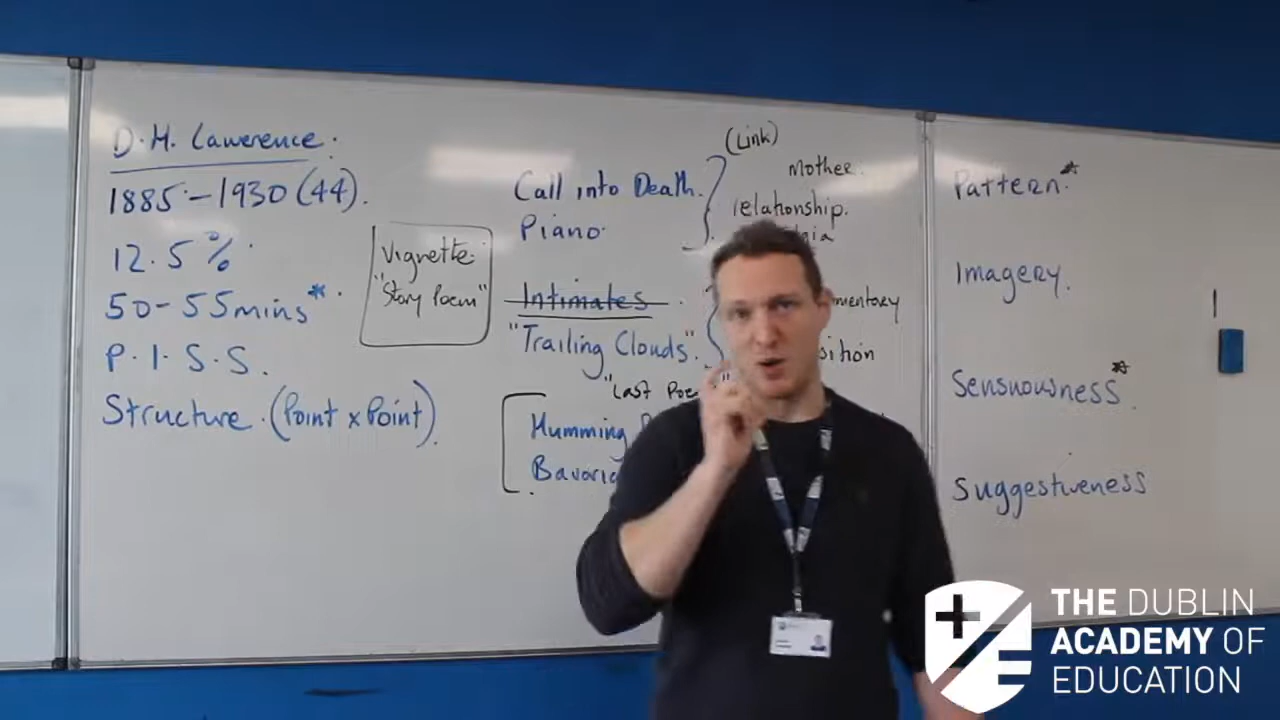 D.H. Lawerence.
1885-1930 (44).
12.5%
50-55mins*.
P.I.S.S.
Structure. (Point x Point)
Vignette.
"Story Poem"
(Link)
Call into Death.
Piano.
mother.
relationship.
Intimates
"Trailing Clouds".
"Last
Humming
Pattern.*
Imagery.
Sensuousness*.
Suggestiveness
THE DUBLIN
ACADEMY OF
EDUCATION